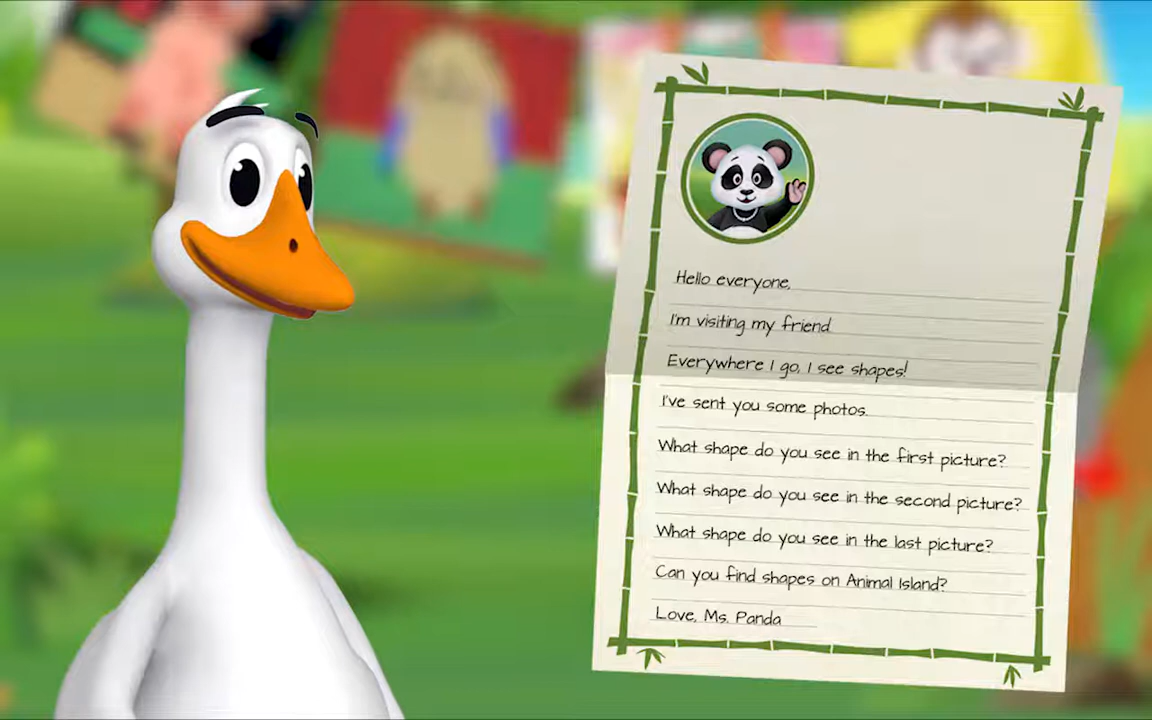 Hello everyone,
I'm visiting my friend.
Everywhere I go, I see shapes!
I've sent you some photos.
What shape do you see in the first picture?
What shape do you see in the second picture?
What shape do you see in the last picture?
Can you find shapes on Animal Island?
Love, Ms. Panda